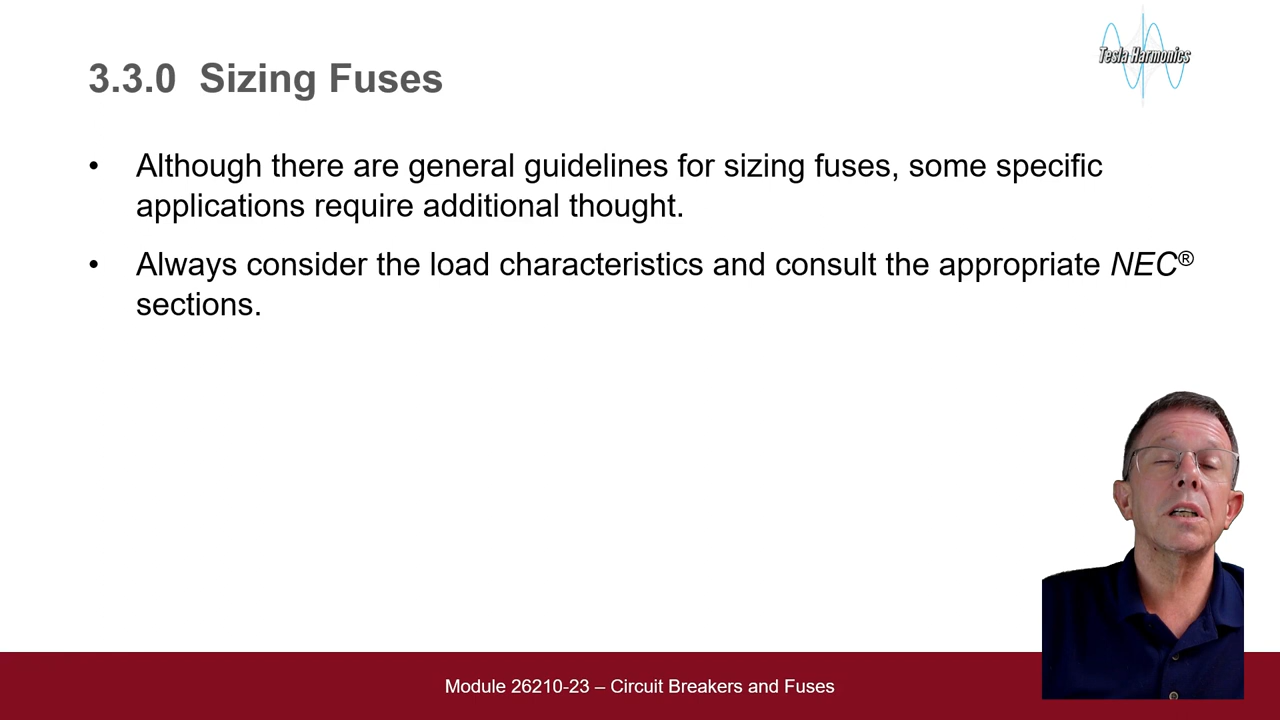 Tesla Harmonics
3.3.0 Sizing Fuses
• Although there are general guidelines for sizing fuses, some specific
applications require additional thought.
• Always consider the load characteristics and consult the appropriate NEC®
sections.
Module 26210-23 – Circuit Breakers and Fuses